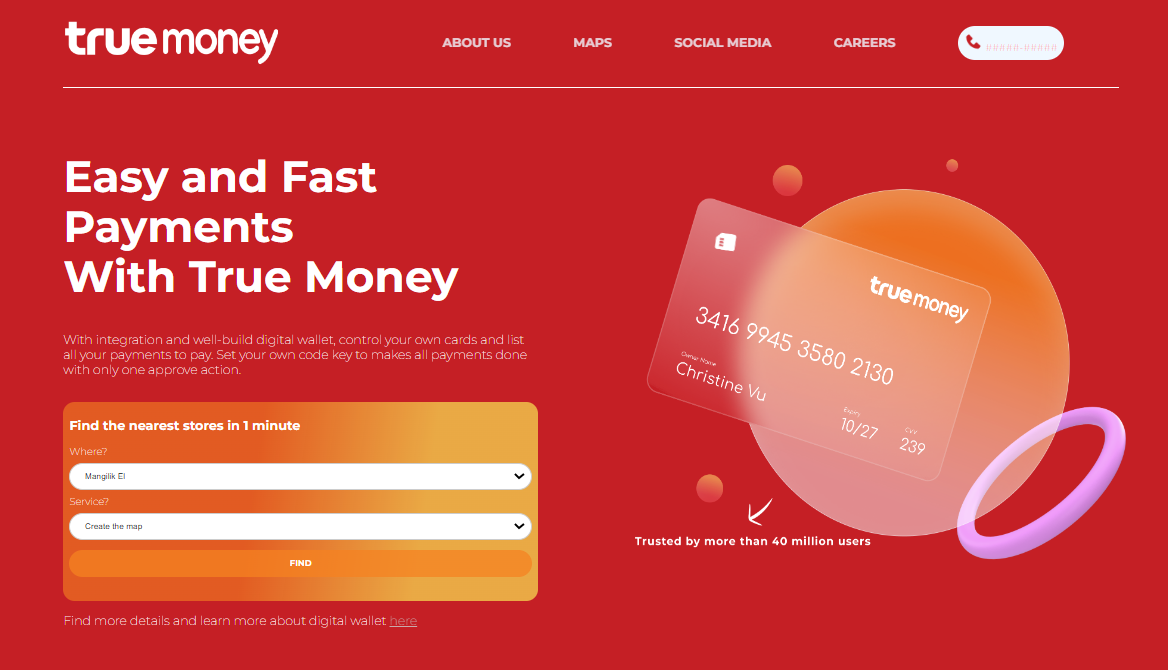 true money
ABOUT US
MAPS
SOCIAL MEDIA
CAREERS
#####-#####
Easy and Fast
Payments
With True Money
With integration and well-build digital wallet, control your own cards and list
all your payments to pay. Set your own code key to makes all payments done
with only one approve action.
Find the nearest stores in 1 minute
Where?
Mangilik El
Service?
Create the map
FIND
Find more details and learn more about digital wallet here
true money
3416 9945 3580 2130
Owner Name
Christine Vu
Expiry
10/27
CVV
239
Trusted by more than 40 million users